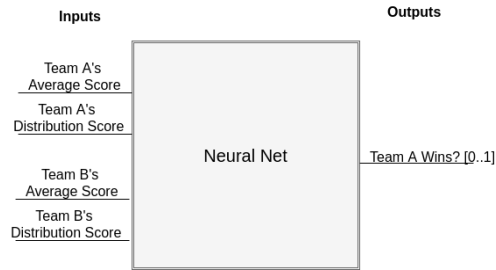 Inputs
Outputs
Team A's
Average Score
Team A's
Distribution Score
Team B's
Average Score
Team B's
Distribution Score
Neural Net
Team A Wins? [0..1]